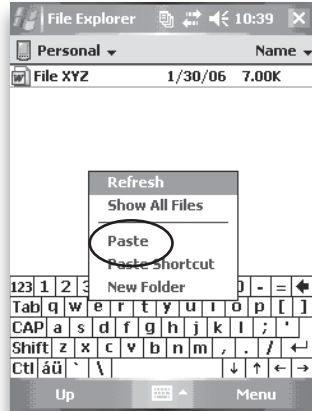 File Explorer 10:39
Personal Name
File XYZ 1/30/06 7.00K
Refresh
Show All Files
Paste
Paste Shortcut
New Folder
123 1 2 3 - =
Tab q w e r t y u i o p [ ]
CAP a s d f g h j k l ; '
Shift z x c v b n m , . /
Ctl áü ` \
Up Menu